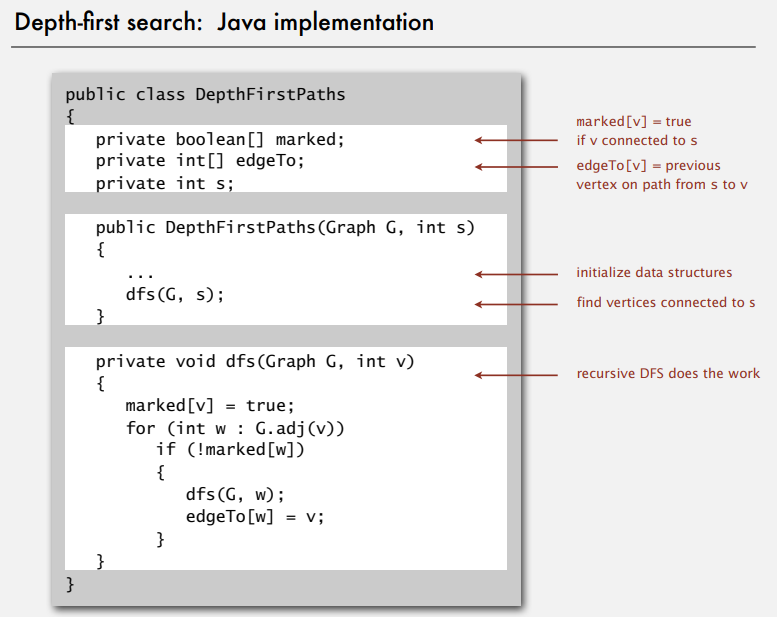 Depth-first search: Java implementation
public class DepthFirstPaths
{
private boolean[] marked;
private int[] edgeTo;
private int s;
public DepthFirstPaths(Graph G, int s)
{
...
dfs(G, s);
}
private void dfs(Graph G, int v)
{
marked[v] = true;
for (int w : G.adj(v))
if (!marked[w])
{
dfs(G, w);
edgeTo[w] = v;
}
}
}
marked[v] = true
if v connected to s
edgeTo[v] = previous
vertex on path from s to v
initialize data structures
find vertices connected to s
recursive DFS does the work